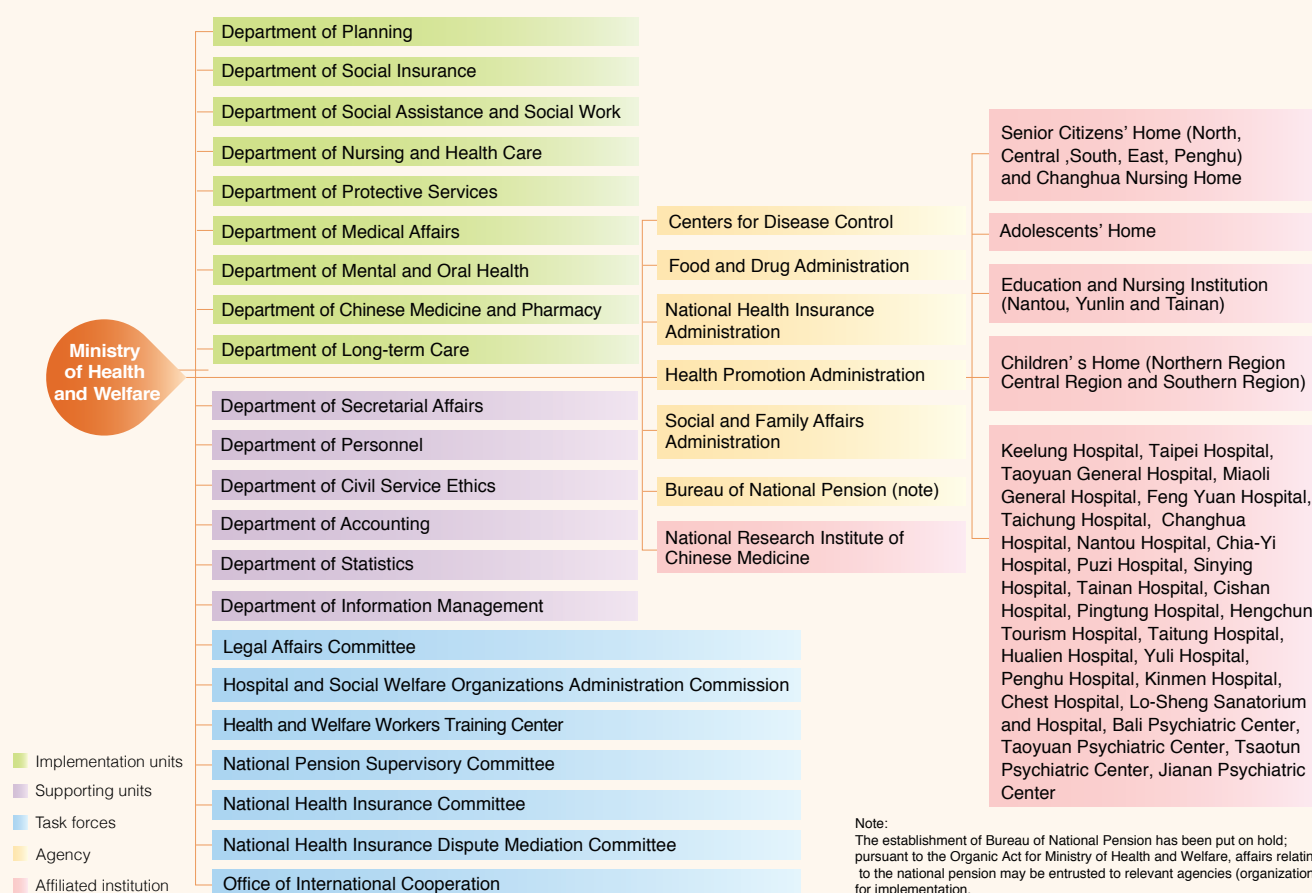 Ministry
of Health
and Welfare
Department of Planning
Department of Social Insurance
Department of Social Assistance and Social Work
Department of Nursing and Health Care
Department of Protective Services
Department of Medical Affairs
Department of Mental and Oral Health
Department of Chinese Medicine and Pharmacy
Department of Long-term Care
Department of Secretarial Affairs
Department of Personnel
Department of Civil Service Ethics
Department of Accounting
Department of Statistics
Department of Information Management
Legal Affairs Committee
Hospital and Social Welfare Organizations Administration Commission
Health and Welfare Workers Training Center
National Pension Supervisory Committee
National Health Insurance Committee
National Health Insurance Dispute Mediation Committee
Office of International Cooperation
Centers for Disease Control
Food and Drug Administration
National Health Insurance
Administration
Health Promotion Administration
Social and Family Affairs
Administration
Bureau of National Pension (note)
National Research Institute of
Chinese Medicine
Senior Citizens' Home (North,
Central ,South, East, Penghu)
and Changhua Nursing Home
Adolescents' Home
Education and Nursing Institution
(Nantou, Yunlin and Tainan)
Children' s Home (Northern Region
Central Region and Southern Region)
Keelung Hospital, Taipei Hospital,
Taoyuan General Hospital, Miaoli
General Hospital, Feng Yuan Hospital,
Taichung Hospital, Changhua
Hospital, Nantou Hospital, Chia-Yi
Hospital, Puzi Hospital, Sinying
Hospital, Tainan Hospital, Cishan
Hospital, Pingtung Hospital, Hengchun
Tourism Hospital, Taitung Hospital,
Hualien Hospital, Yuli Hospital,
Penghu Hospital, Kinmen Hospital,
Chest Hospital, Lo-Sheng Sanatorium
and Hospital, Bali Psychiatric Center,
Taoyuan Psychiatric Center, Tsaotun
Psychiatric Center, Jianan Psychiatric
Center
Implementation units
Supporting units
Task forces
Agency
Affiliated institution
Note:
The establishment of Bureau of National Pension has been put on hold;
pursuant to the Organic Act for Ministry of Health and Welfare, affairs relatin
to the national pension may be entrusted to relevant agencies (organization
for implementation.